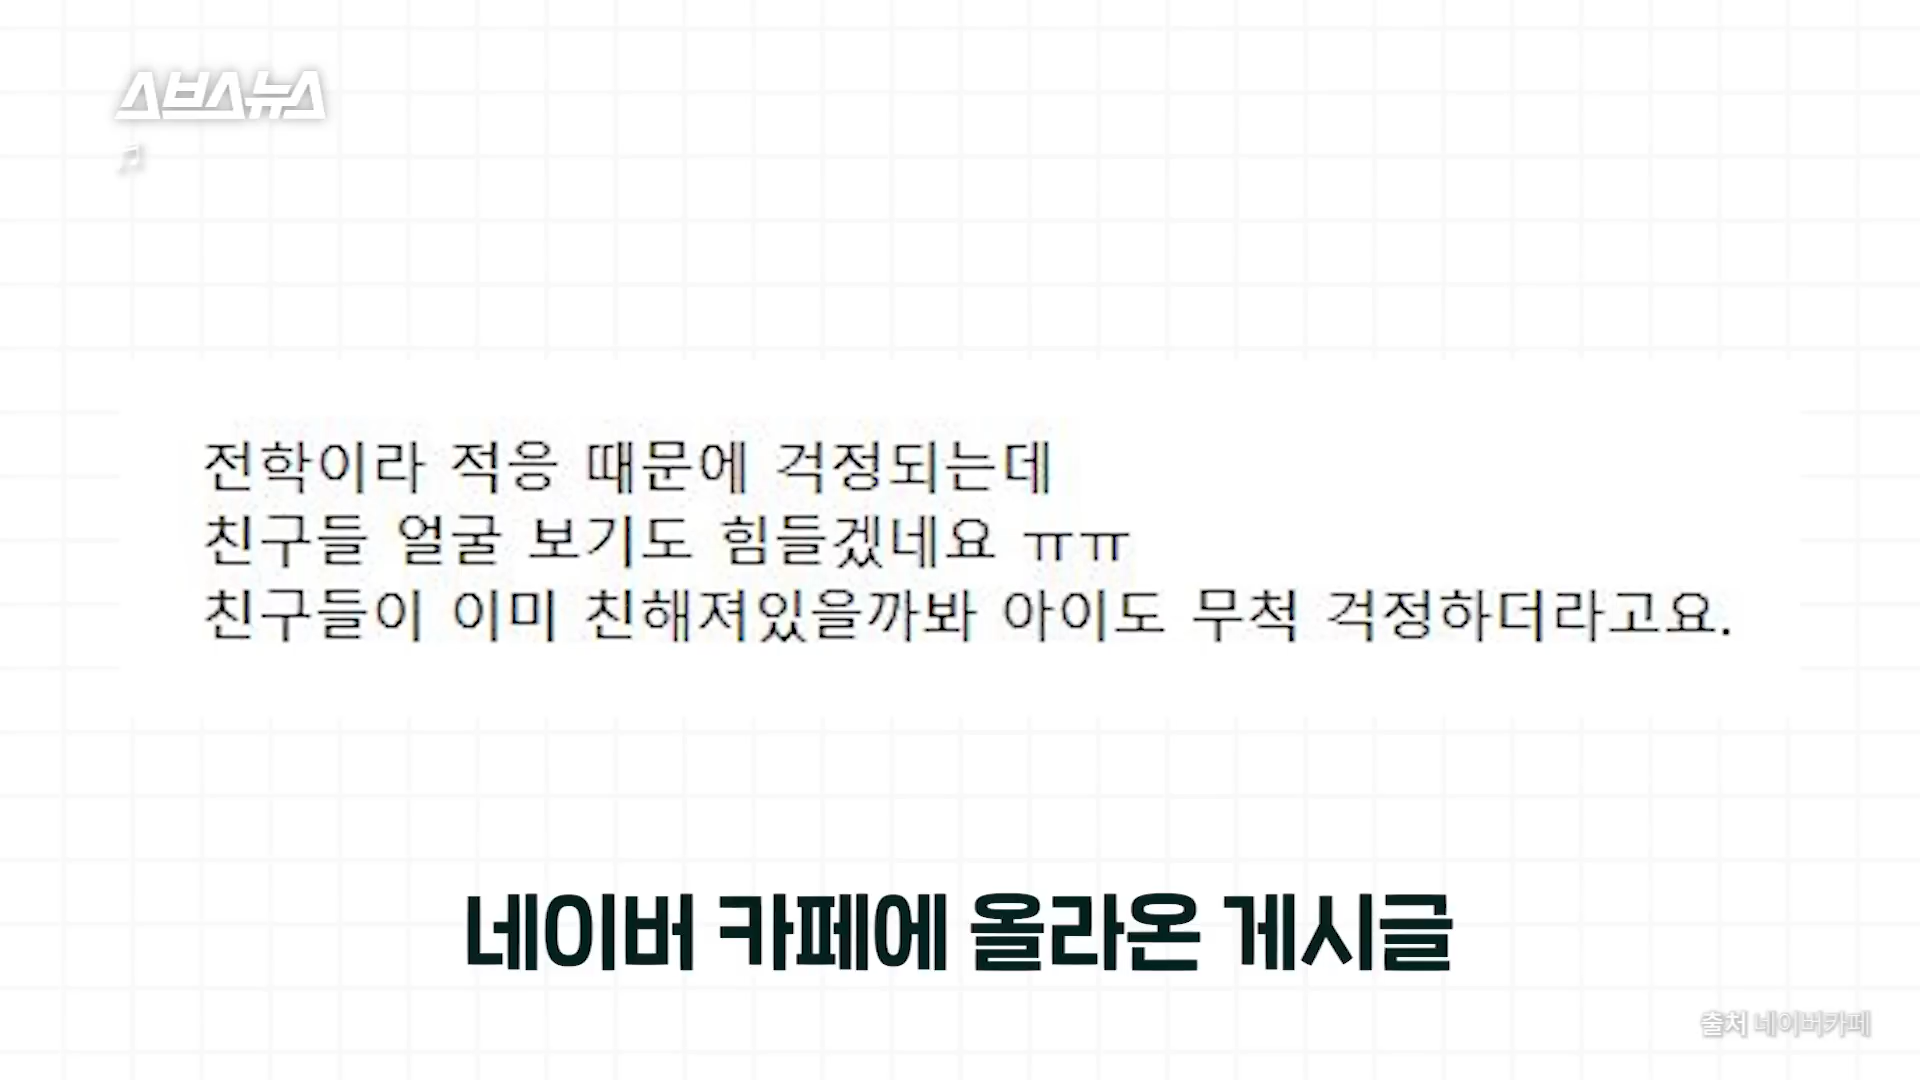 스브스뉴스
♬
전학이라 적응 때문에 걱정되는데
친구들 얼굴 보기도 힘들겠네요 ㅠㅠ
친구들이 이미 친해져있을까봐 아이도 무척 걱정하더라고요.
네이버 카페에 올라온 게시글
출처 네이버카페